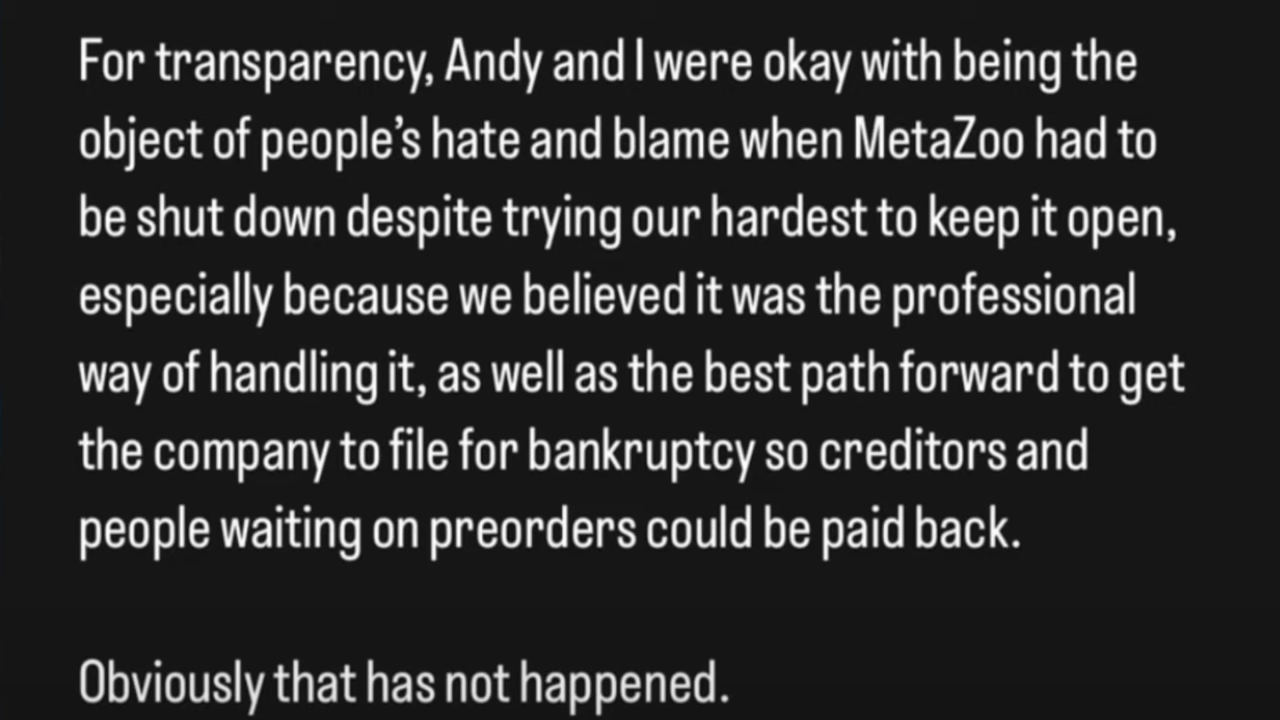 For transparency, Andy and I were okay with being the
object of people’s hate and blame when MetaZoo had to
be shut down despite trying our hardest to keep it open,
especially because we believed it was the professional
way of handling it, as well as the best path forward to get
the company to file for bankruptcy so creditors and
people waiting on preorders could be paid back.
Obviously that has not happened.